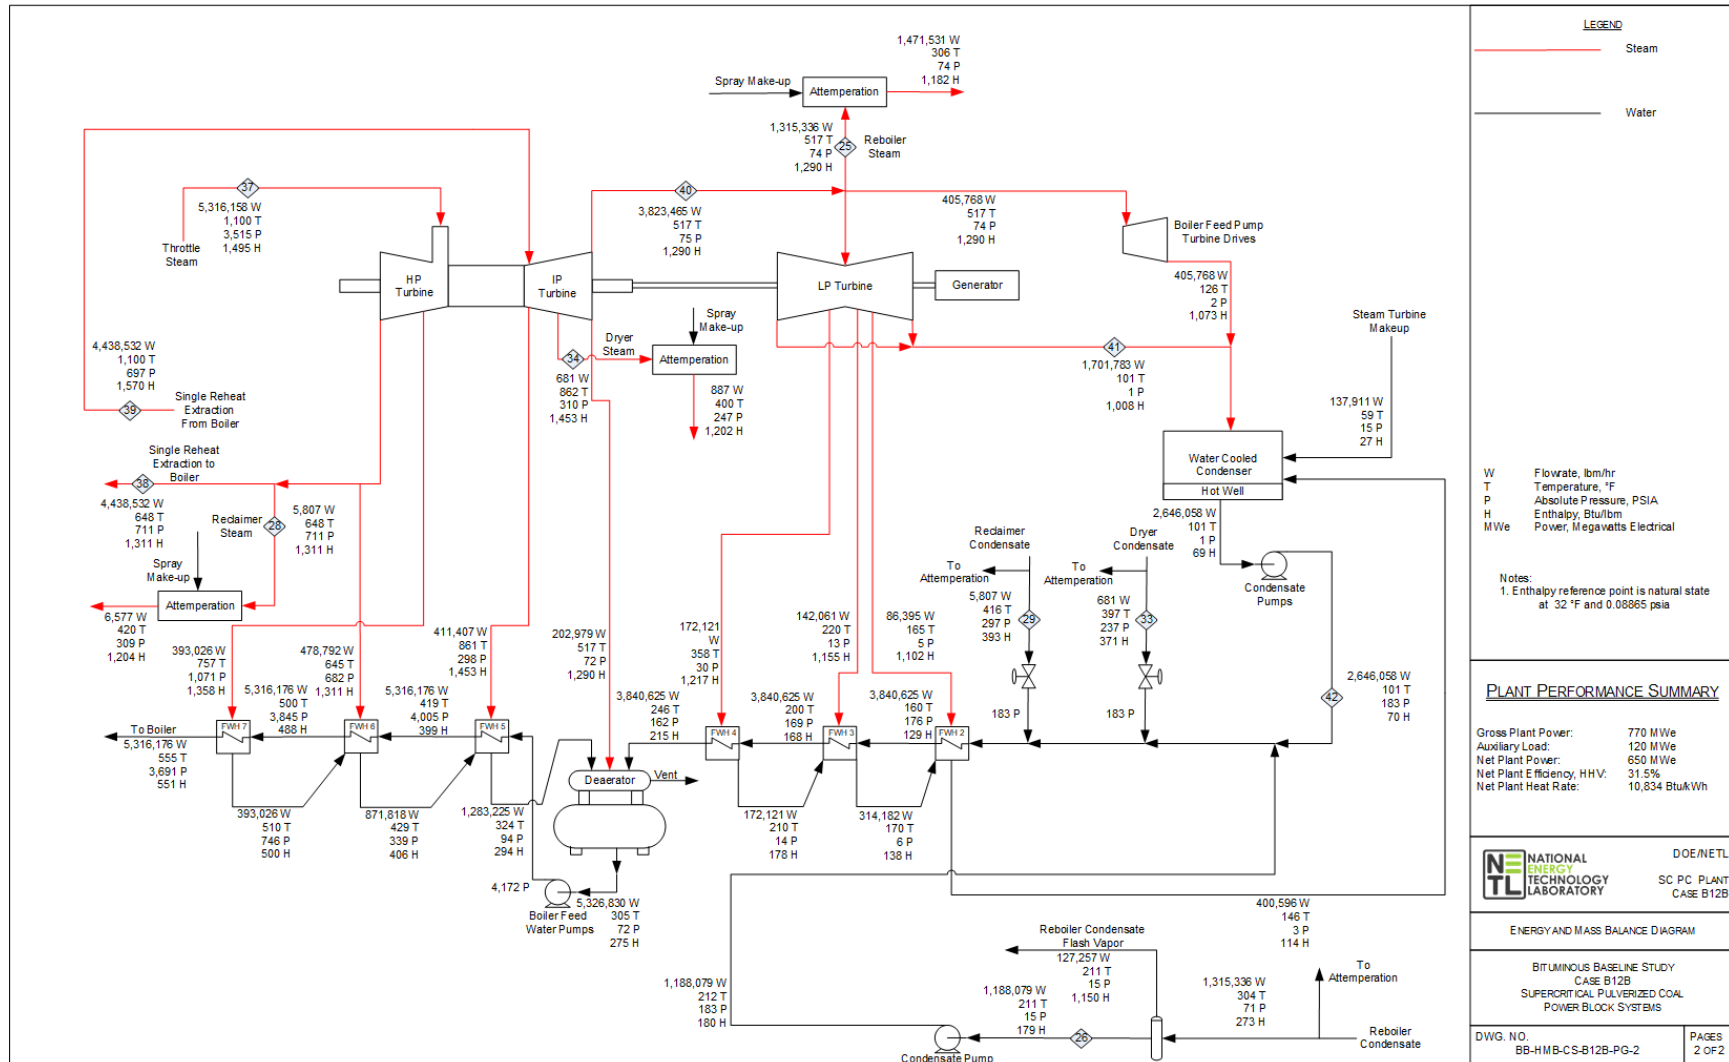 1,471,531 W
306 T
74 P
1,182 H
Spray Make-up
Attemperation
1,315,336 W
517 T
74 P
1,290 H
25
Reboiler
Steam
37
5,316,158 W
1,100 T
3,515 P
1,495 H
Throttle
Steam
40
3,823,465 W
517 T
75 P
1,290 H
405,768 W
517 T
74 P
1,290 H
Boiler Feed Pump
Turbine Drives
HP
Turbine
IP
Turbine
LP Turbine
Generator
405,768 W
126 T
2 P
1,073 H
Spray
Make-up
Dryer
Steam
34
Attemperation
681 W
862 T
310 P
1,453 H
887 W
400 T
247 P
1,202 H
41
1,701,783 W
101 T
1 P
1,008 H
Steam Turbine
Makeup
137,911 W
59 T
15 P
27 H
4,438,532 W
1,100 T
697 P
1,570 H
39
Single Reheat
Extraction
From Boiler
Single Reheat
Extraction to
Boiler
38
4,438,532 W
648 T
711 P
1,311 H
Reclaimer
Steam
28
5,807 W
648 T
711 P
1,311 H
Spray
Make-up
Attemperation
6,577 W
420 T
309 P
1,204 H
Water Cooled
Condenser
Hot Well
2,646,058 W
101 T
1 P
69 H
Condensate
Pumps
Reclaimer
Condensate
To
Attemperation
5,807 W
416 T
297 P
393 H
29
183 P
Dryer
Condensate
To
Attemperation
681 W
397 T
237 P
371 H
33
183 P
42
2,646,058 W
101 T
183 P
70 H
393,026 W
757 T
1,071 P
1,358 H
478,792 W
645 T
682 P
1,311 H
411,407 W
861 T
298 P
1,453 H
202,979 W
517 T
72 P
1,290 H
172,121
W
358 T
30 P
1,217 H
142,061 W
220 T
13 P
1,155 H
86,395 W
165 T
5 P
1,102 H
To Boiler
5,316,176 W
555 T
3,691 P
551 H
FWH 7
5,316,176 W
500 T
3,845 P
488 H
FWH 6
5,316,176 W
419 T
4,005 P
399 H
FWH 5
3,840,625 W
246 T
162 P
215 H
FWH 4
3,840,625 W
200 T
169 P
168 H
FWH 3
3,840,625 W
160 T
176 P
129 H
FWH 2
Deaerator
Vent
393,026 W
510 T
746 P
500 H
871,818 W
429 T
339 P
406 H
1,283,225 W
324 T
94 P
294 H
172,121 W
210 T
14 P
178 H
314,182 W
170 T
6 P
138 H
4,172 P
Boiler Feed
Water Pumps
5,326,830 W
305 T
72 P
275 H
400,596 W
146 T
3 P
114 H
Reboiler Condensate
Flash Vapor
127,257 W
211 T
15 P
1,150 H
1,188,079 W
212 T
183 P
180 H
1,188,079 W
211 T
15 P
179 H
26
Condensate Pump
1,315,336 W
304 T
71 P
273 H
To
Attemperation
Reboiler
Condensate
LEGEND
Steam
Water
W Flowrate, lbm/hr
T Temperature, °F
P Absolute Pressure, PSIA
H Enthalpy, Btu/lbm
MWe Power, Megawatts Electrical
Notes:
1. Enthalpy reference point is natural state
at 32 °F and 0.08865 psia
PLANT PERFORMANCE SUMMARY
Gross Plant Power: 770 MWe
Auxiliary Load: 120 MWe
Net Plant Power: 650 MWe
Net Plant Efficiency, HHV: 31.5%
Net Plant Heat Rate: 10,834 Btu/kWh
NETL
NATIONAL
ENERGY
TECHNOLOGY
LABORATORY
DOE/NETL
SC PC PLANT
CASE B12B
ENERGY AND MASS BALANCE DIAGRAM
BITUMINOUS BASELINE STUDY
CASE B12B
SUPERCRITICAL PULVERIZED COAL
POWER BLOCK SYSTEMS
DWG. NO.
BB-HMB-CS-B12B-PG-2
PAGES
2 OF 2